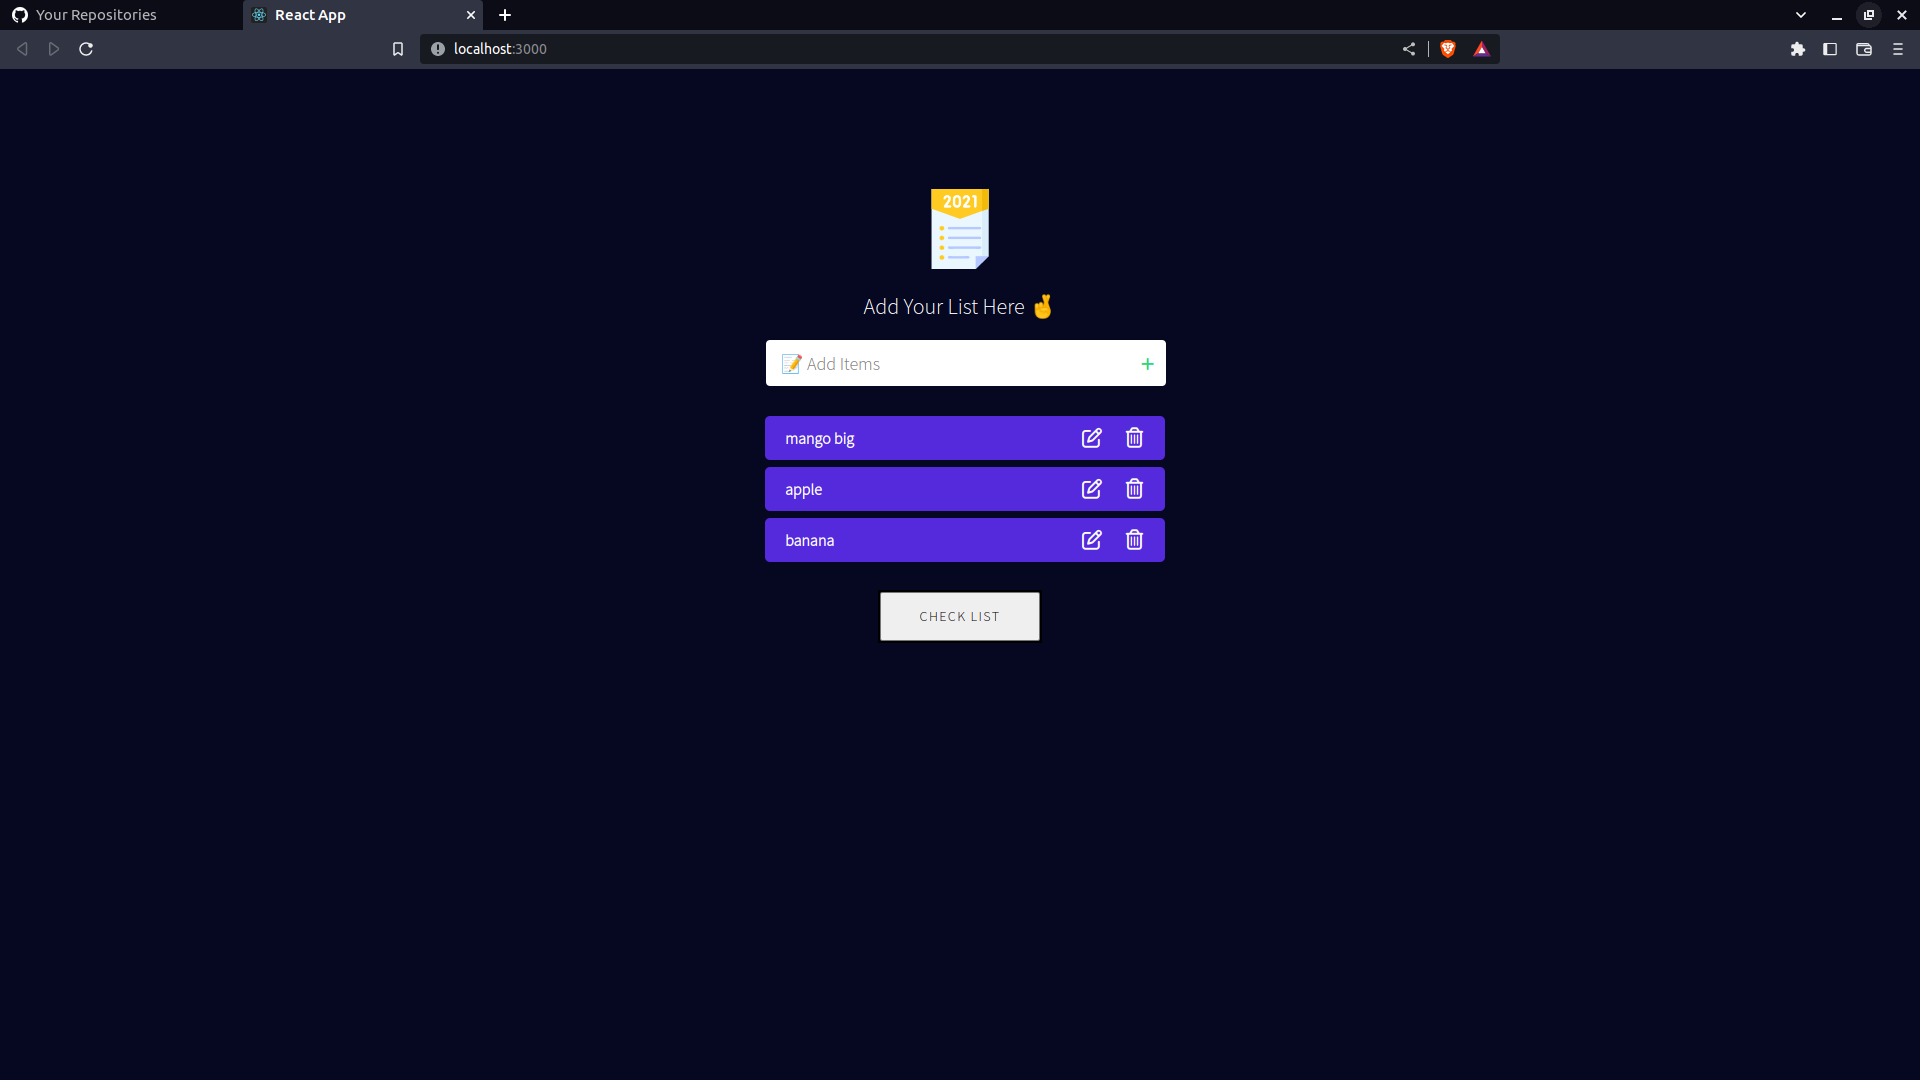 Your Repositories
React App
localhost:3000
2021
Add Your List Here 🤞
📝 Add Items
mango big
apple
banana
CHECK LIST